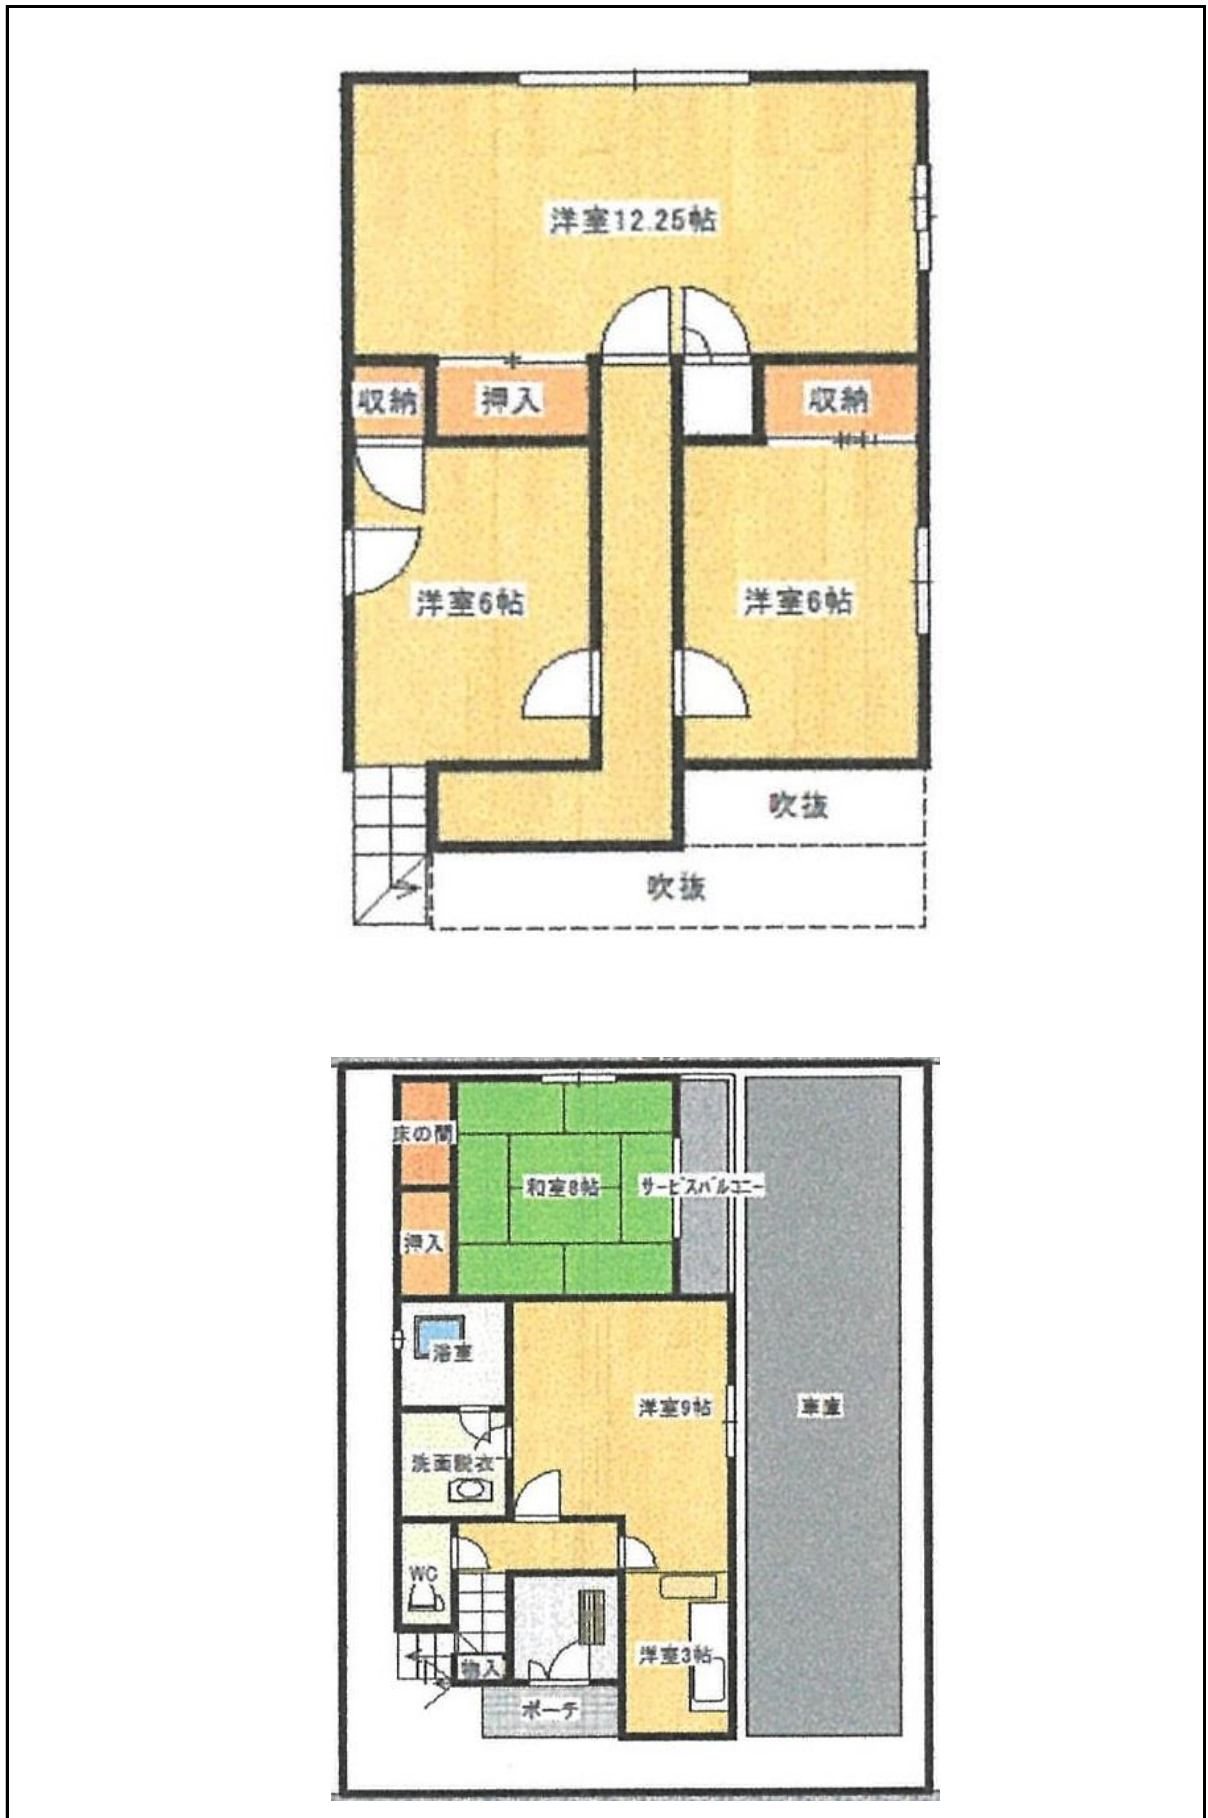 洋室12.25帖
収納
押入
収納
洋室6帖
洋室6帖
吹抜
吹抜
床の間
和室8帖
サービスバルコニー
押入
浴室
洋室9帖
車庫
洗面脱衣
WC
洋室3帖
物入
ポーチ